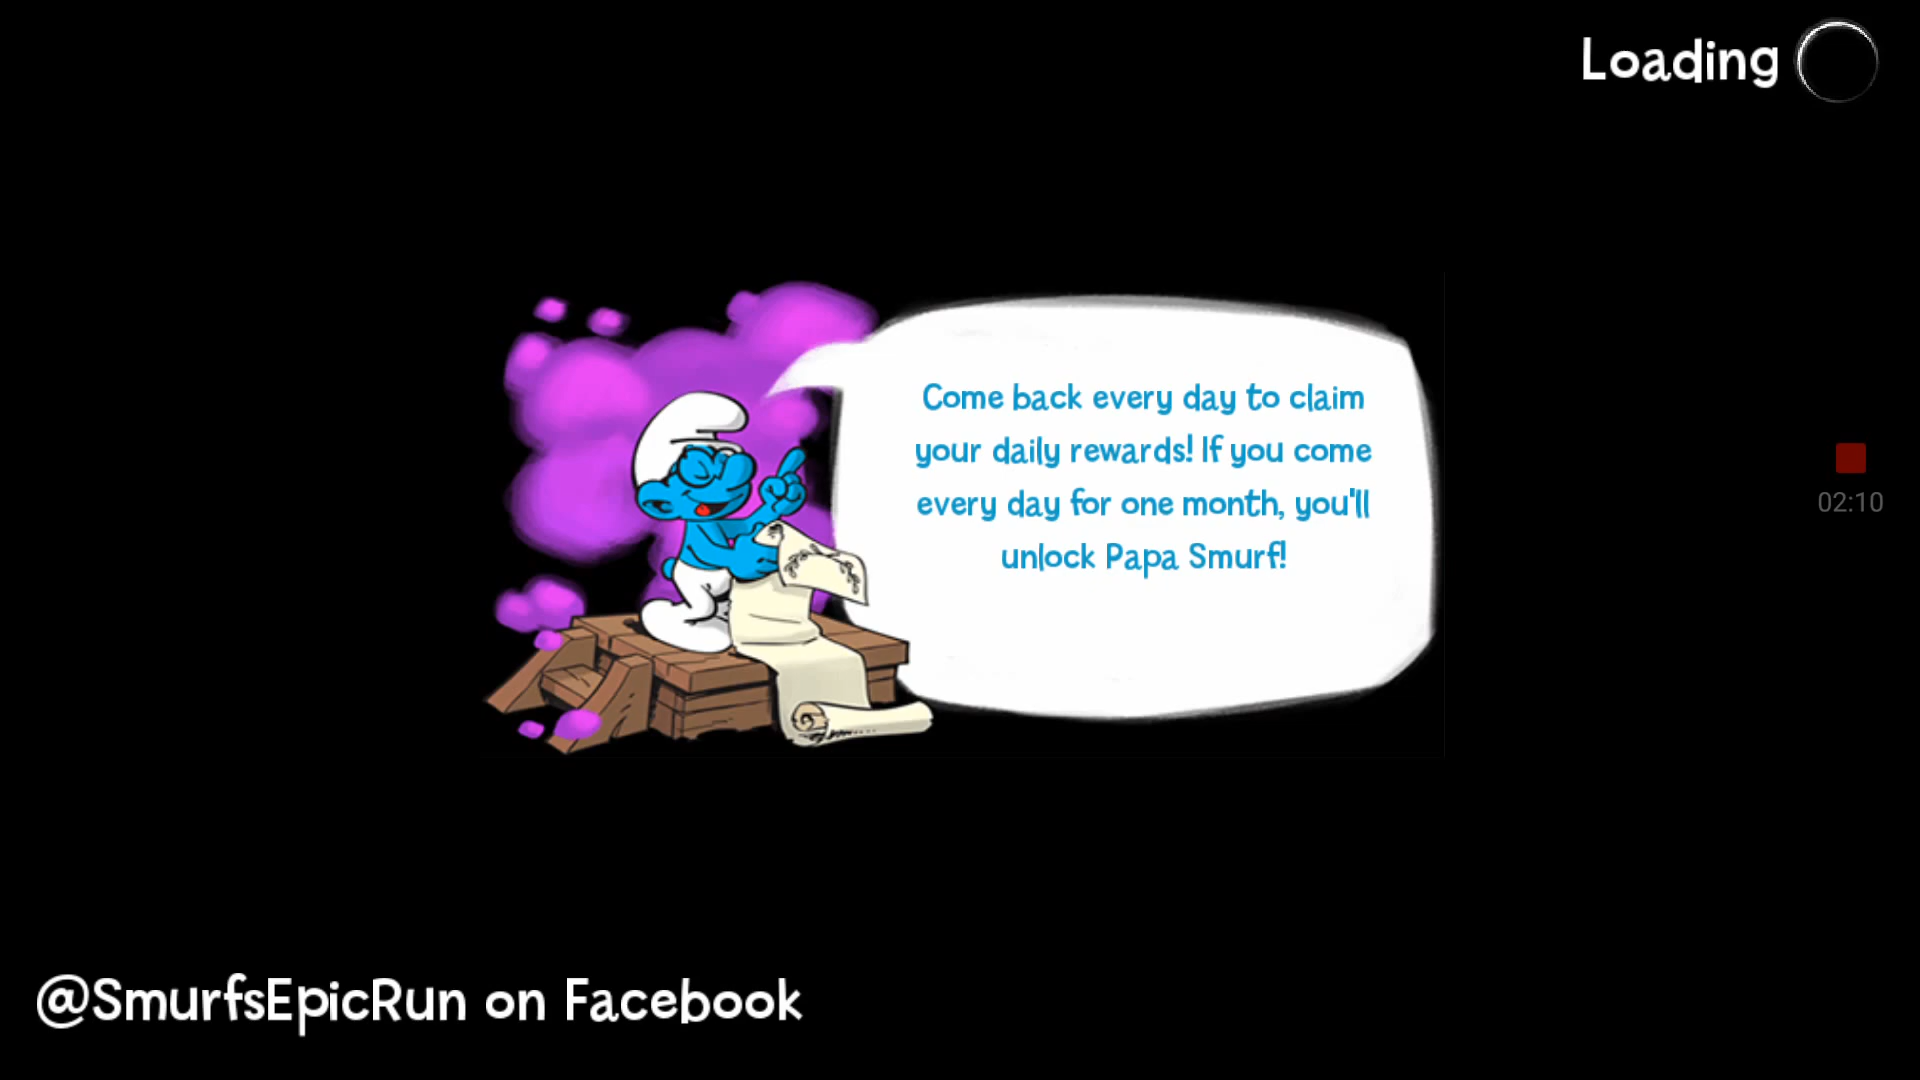 Loading
Come back every day to claim
your daily rewards! If you come
every day for one month, you'll
unlock Papa Smurf!
02:10
@SmurfsEpicRun on Facebook